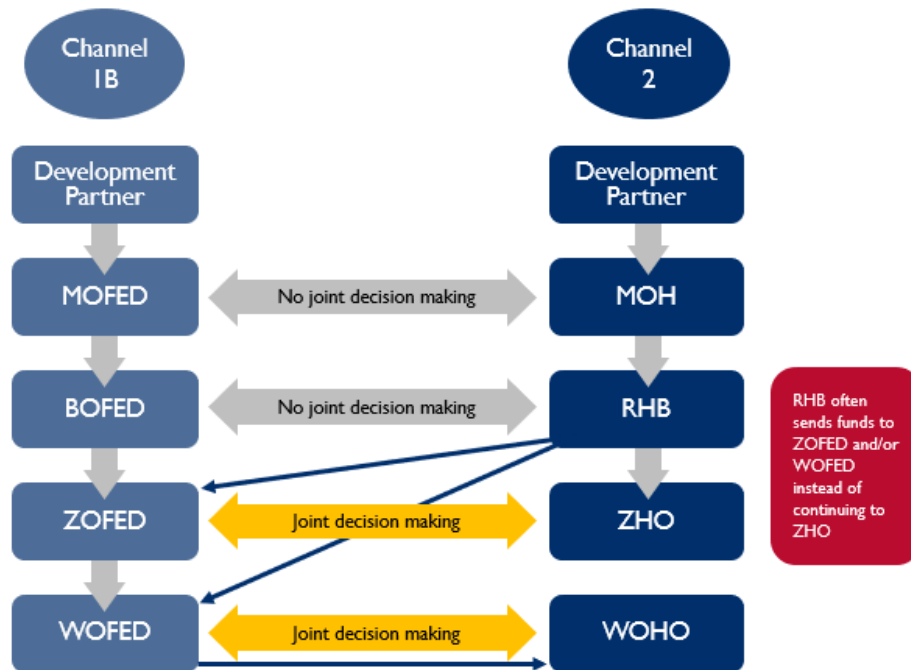 Channel
1B
Channel
2
Development
Partner
Development
Partner
MOFED
No joint decision making
MOH
BOFED
No joint decision making
RHB
RHB often
sends funds to
ZOFED and/or
WOFED
instead of
continuing to
ZHO
ZOFED
Joint decision making
ZHO
WOFED
Joint decision making
WOHO